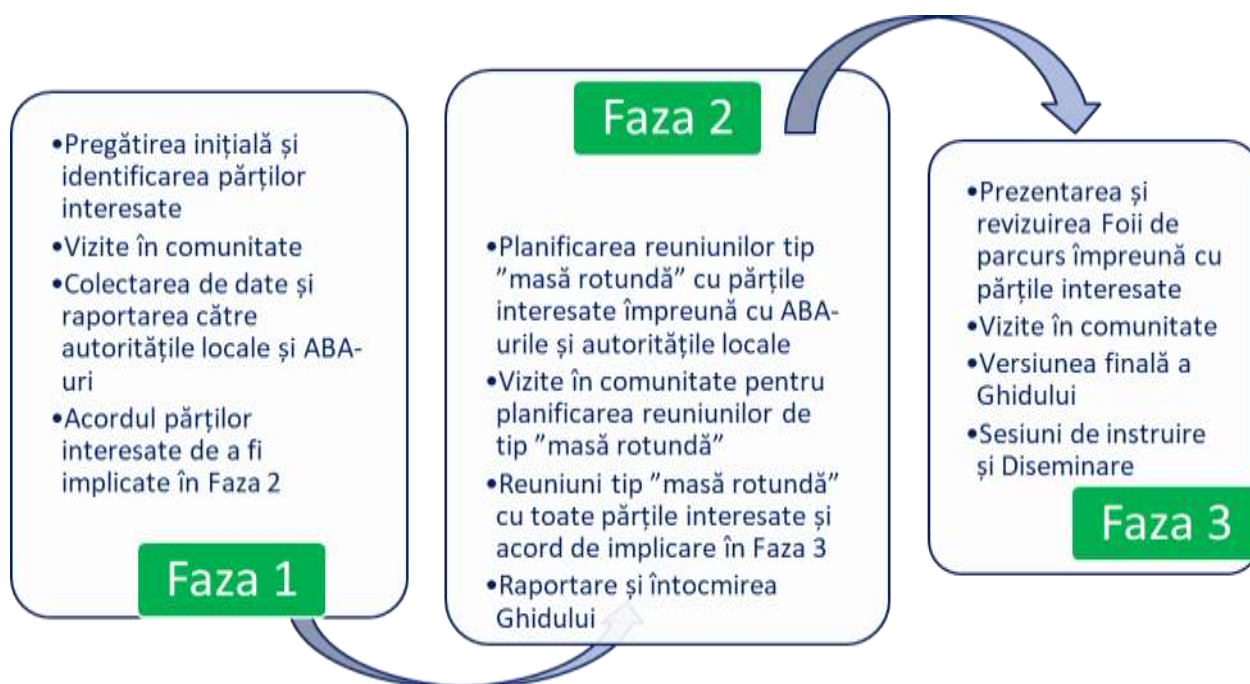 •Pregătirea inițială și
identificarea părților
interesate
•Vizite în comunitate
•Colectarea de date și
raportarea către
autoritățile locale și ABA-
uri
•Acordul părților
interesate de a fi
implicate în Faza 2
Faza 1
Faza 2
•Planificarea reuniunilor tip
”masă rotundă” cu părțile
interesate împreună cu ABA-
urile și autoritățile locale
•Vizite în comunitate pentru
planificarea reuniunilor de
tip ”masă rotundă”
•Reuniuni tip ”masă rotundă”
cu toate părțile interesate și
acord de implicare în Faza 3
•Raportare și întocmirea
Ghidului
•Prezentarea și
revizuirea Foii de
parcurs împreună cu
părțile interesate
•Vizite în comunitate
•Versiunea finală a
Ghidului
•Sesiuni de instruire
și Diseminare
Faza 3